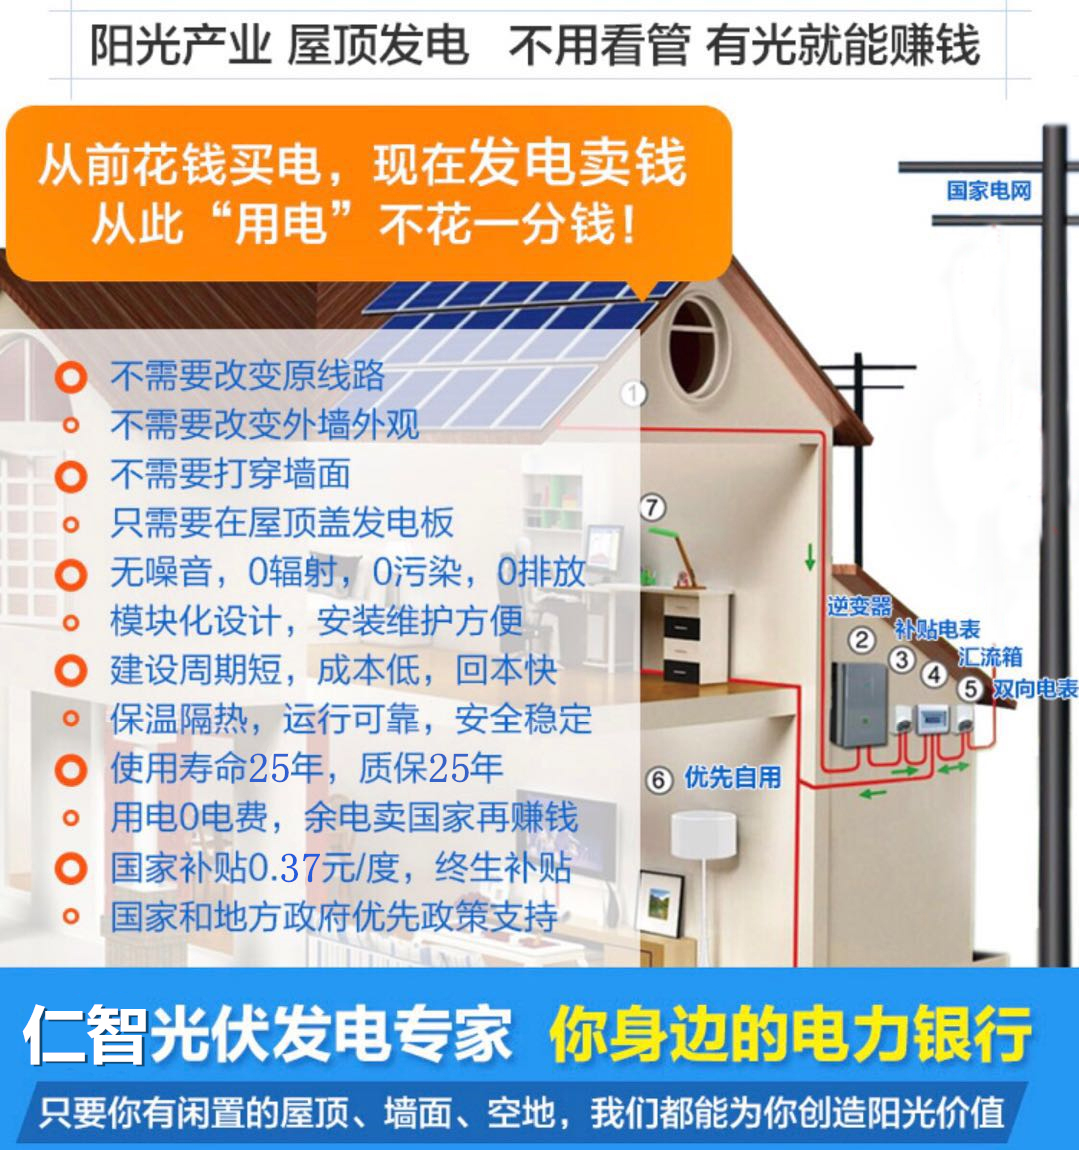 阳光产业 屋顶发电 不用看管 有光就能赚钱
从前花钱买电，现在发电卖钱
从此“用电”不花一分钱！
国家电网
不需要改变原线路
不需要改变外墙外观
不需要打穿墙面
只需要在屋顶盖发电板
无噪音，0辐射，0污染，0排放
模块化设计，安装维护方便
建设周期短，成本低，回本快
保温隔热，运行可靠，安全稳定
使用寿命25年，质保25年
用电0电费，余电卖国家再赚钱
国家补贴0.37元/度，终生补贴
国家和地方政府优先政策支持
①
⑦
逆变器
②
补贴电表
③
汇流箱
④
双向电表
⑤
⑥ 优先自用
仁智光伏发电专家 你身边的电力银行
只要你有闲置的屋顶、墙面、空地，我们都能为你创造阳光价值